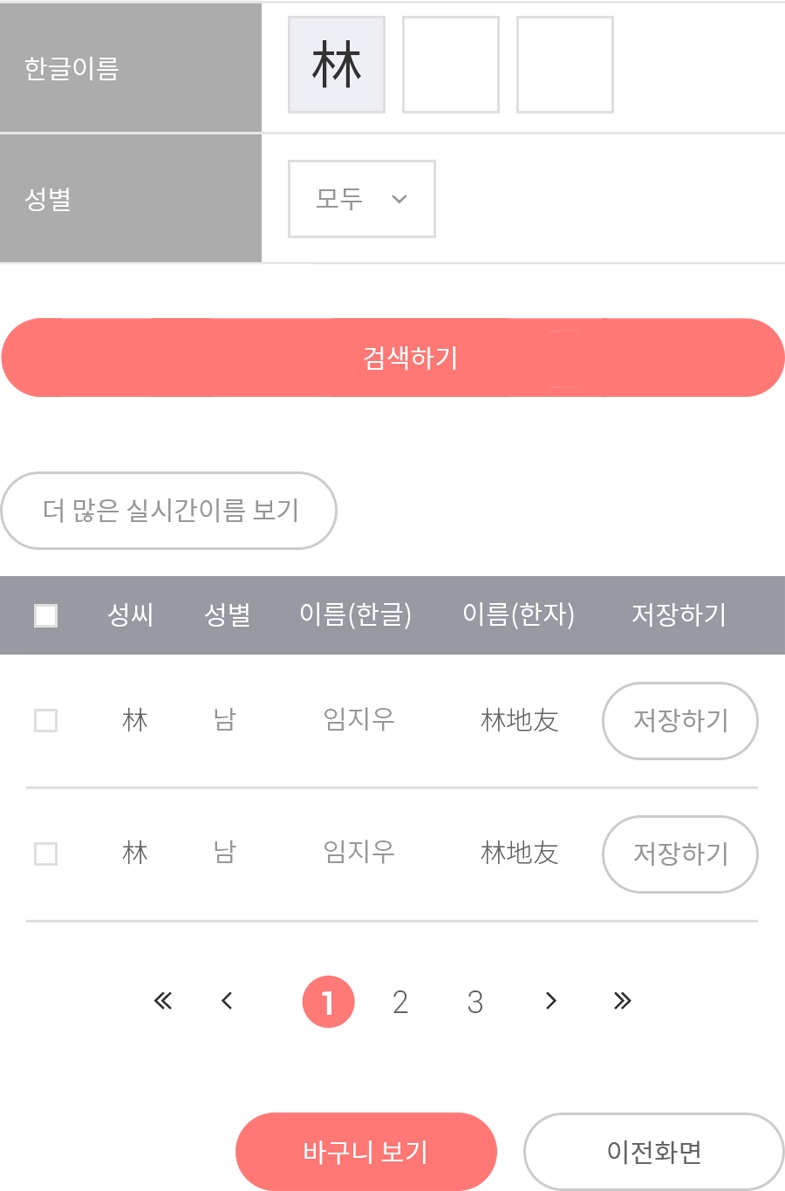 한글이름 林
성별 모두
검색하기
더 많은 실시간이름 보기
성씨 성별 이름(한글) 이름(한자) 저장하기
林 남 임지우 林地友 저장하기
林 남 임지우 林地友 저장하기
1 2 3
바구니 보기 이전화면